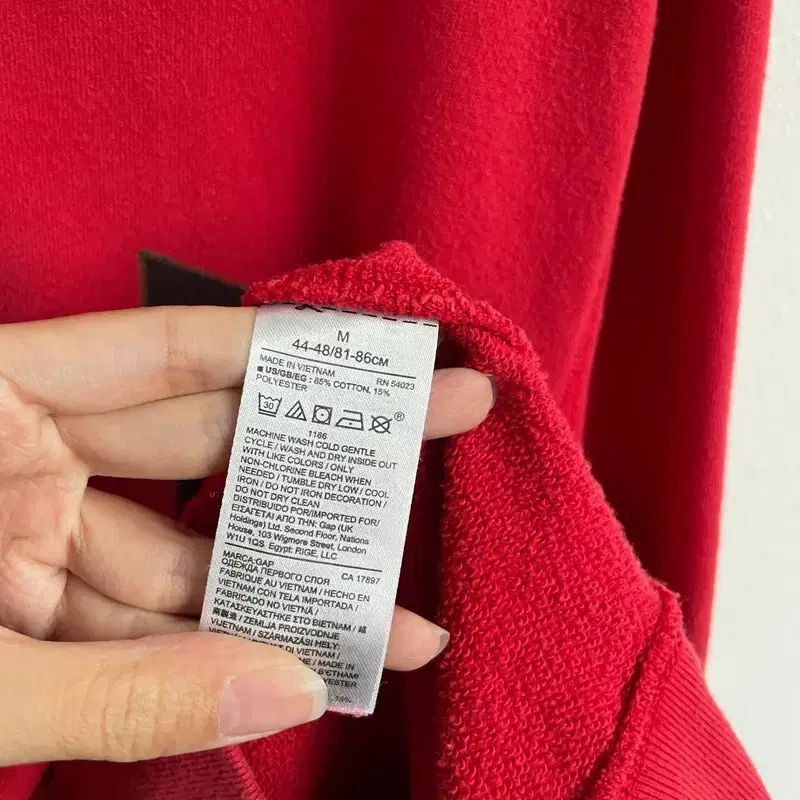 M
44-48/81-86CM
MADE IN VIETNAM RN 54023
■ US/GB/EG : 85% COTTON, 15%
POLYESTER
30
®
1186
MACHINE WASH COLD GENTLE
CYCLE / WASH AND DRY INSIDE OUT
WITH LIKE COLORS / ONLY
NON-CHLORINE BLEACH WHEN
NEEDED / TUMBLE DRY LOW / COOL
IRON / DO NOT IRON DECORATION /
DO NOT DRY CLEAN
DISTRIBUIDO POR/IMPORTED FOR/
ΕΙΣΑΓΕΤΑΙ ΑΠΟ ΤΗΝ: Gap (UK
Holdings) Ltd. Second Floor, Nations
House, 103 Wigmore Street, London
W1U 1QS. Egypt: RIGE, LLC.
MARCA:GAP CA 17897
ОДЕЖДА ПЕРВОГО СЛОЯ
FABRIQUE AU VIETNAM / HECHO EN
VIETNAM CON TELA IMPORTADA /
FABRICADO NO VIETNÃ /
ΚΑΤΑΣΚΕΥΑΣΤΗΚΕ ΣΤΟ ΒΙΕΤΝΑΜ / 越
南製造 / ZEMLJA PROIZVODNJE
VIJETNAM / SZÁRMAZÁSI HELY: